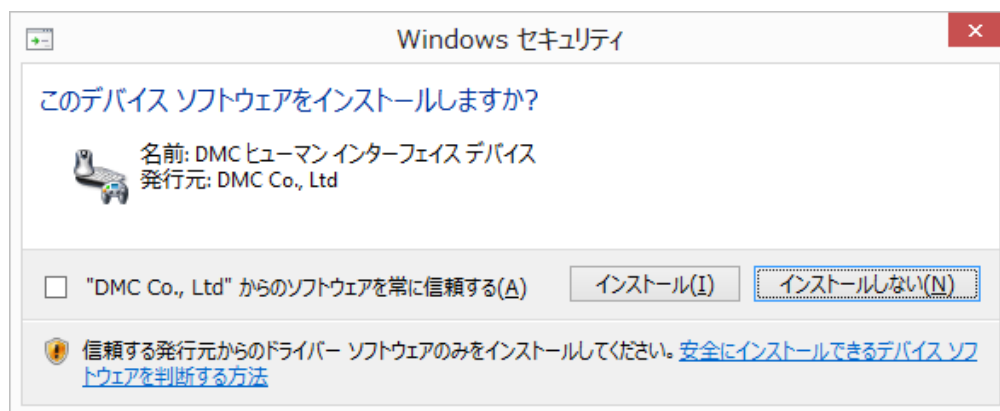 Windows セキュリティ
このデバイス ソフトウェアをインストールしますか?
名前: DMC ヒューマン インターフェイス デバイス
発行元: DMC Co., Ltd
"DMC Co., Ltd" からのソフトウェアを常に信頼する(A)
インストール(I)
インストールしない(N)
信頼する発行元からのドライバー ソフトウェアのみをインストールしてください。安全にインストールできるデバイス ソフ
トウェアを判断する方法